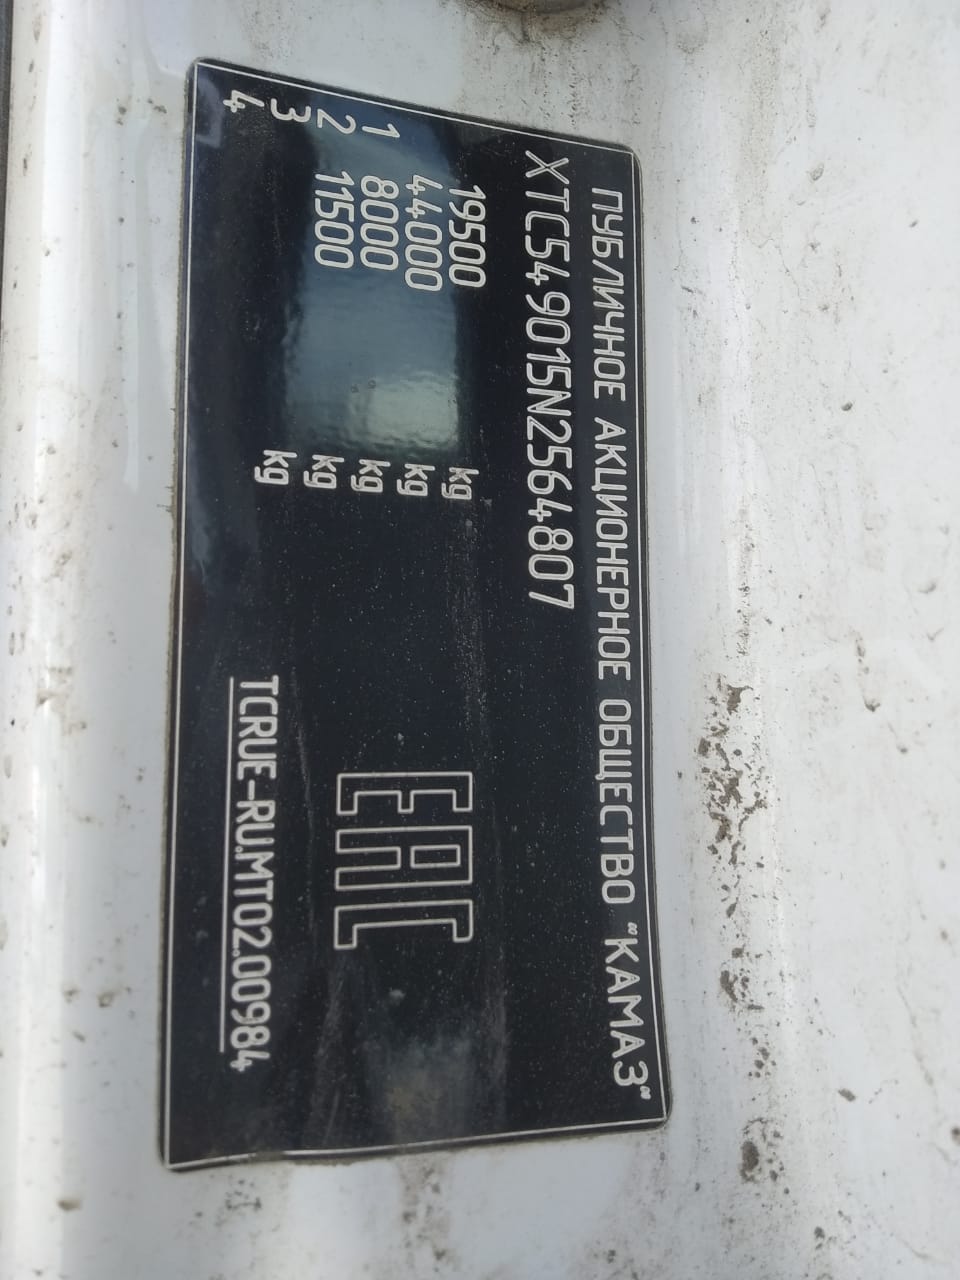 ПУБЛИЧНОЕ АКЦИОНЕРНОЕ ОБЩЕСТВО "КАМАЗ"
XTC549015N2564807
19500 kg
44000 kg
1 8000 kg
2 11500 kg
3 kg
4
EAC
TCRUE-RU.MT02.00984